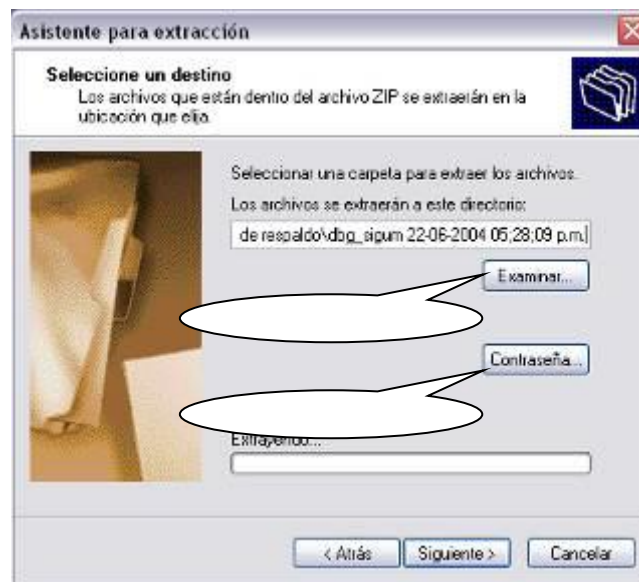 Asistente para extracción
Seleccione un destino
Los archivos que están dentro del archivo ZIP se extraerán en la
ubicación que elija.
Seleccionar una carpeta para extraer los archivos.
Los archivos se extraerán a este directorio:
de respaldo\dbg_sigum 22-06-2004 05;28;09 p.m.
Examinar...
Contraseña...
Extrayendo...
< Atrás
Siguiente >
Cancelar